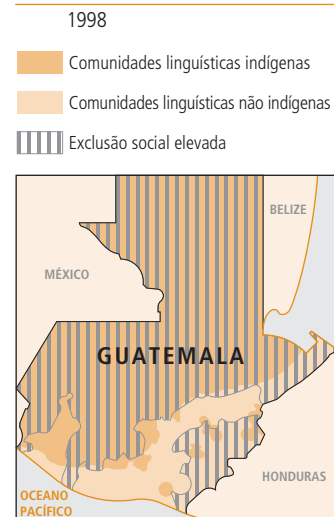 1998
Comunidades linguísticas indígenas
Comunidades linguísticas não indígenas
Exclusão social elevada
BELIZE
MÉXICO
GUATEMALA
HONDURAS
OCEANO
PACÍFICO